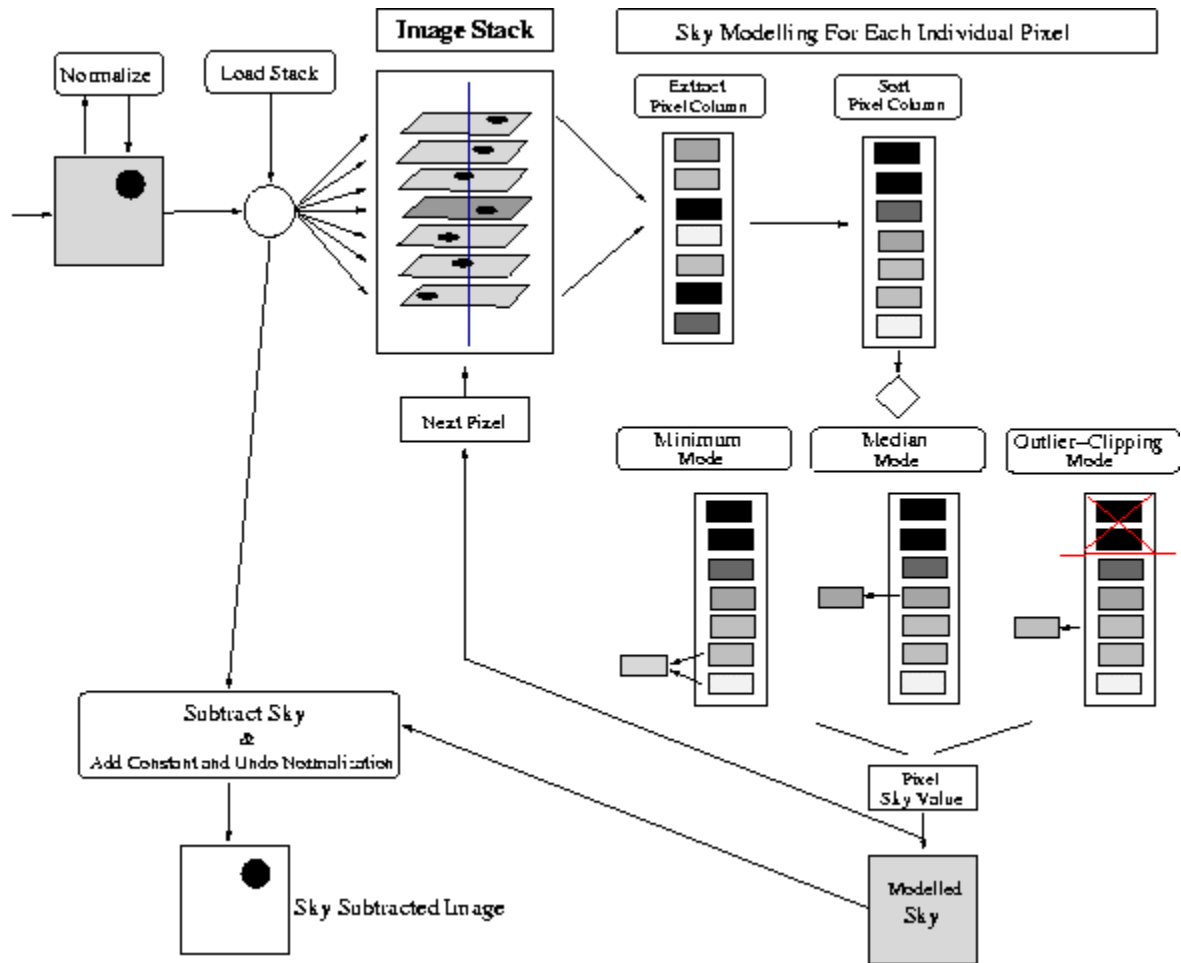 Image Stack
Sky Modelling For Each Individual Pixel
Normalize
Load Stack
Extract
Pixel Column
Sort
Pixel Column
Next Pixel
Minimum
Mode
Median
Mode
Outlier-Clipping
Mode
Subtract Sky
&
Add Constant and Undo Normalization
Pixel
Sky Value
Modelled
Sky
Sky Subtracted Image